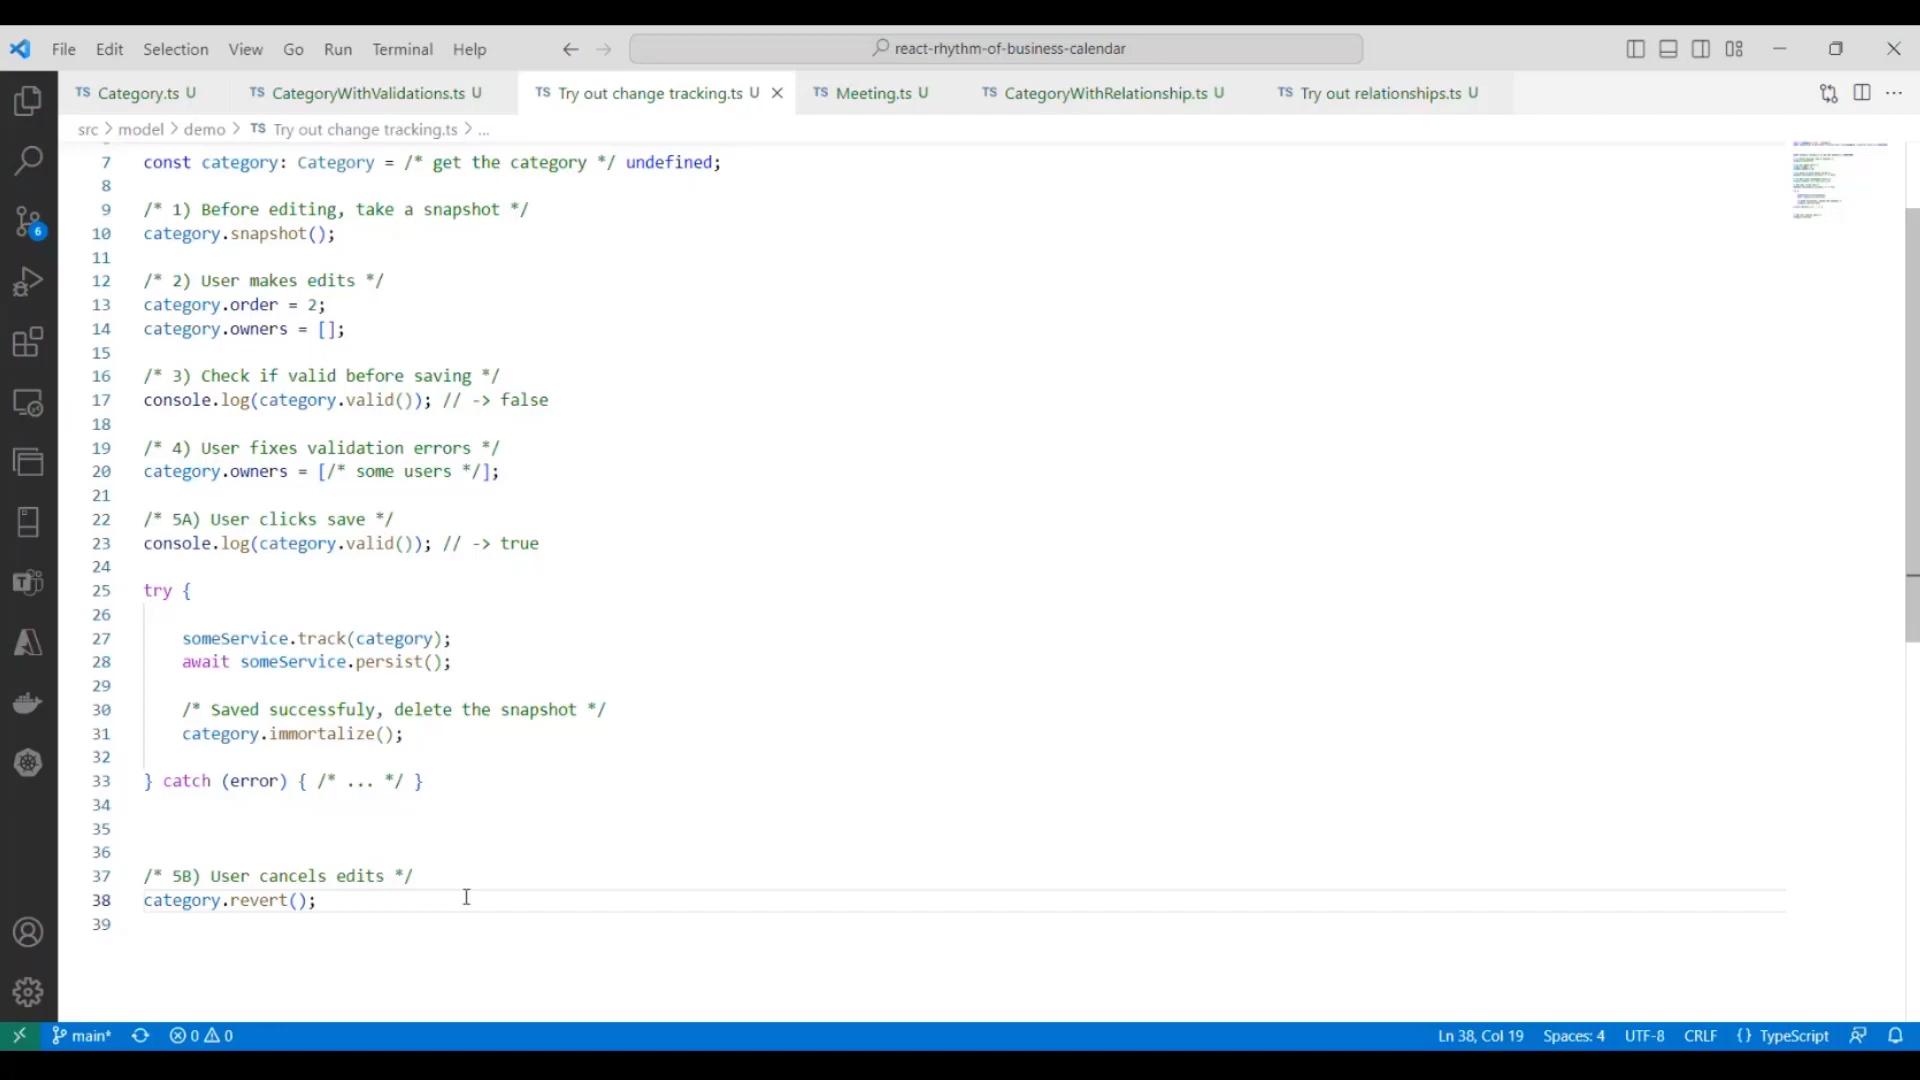 File Edit Selection View Go Run Terminal Help react-rhythm-of-business-calendar
TS Category.ts U TS CategoryWithValidations.ts U TS Try out change tracking.ts U TS Meeting.ts U TS CategoryWithRelationship.ts U TS Try out relationships.ts U
src > model > demo > TS Try out change tracking.ts > ...
7 const category: Category = /* get the category */ undefined;
8
9 /* 1) Before editing, take a snapshot */
10 category.snapshot();
11
12 /* 2) User makes edits */
13 category.order = 2;
14 category.owners = [];
15
16 /* 3) Check if valid before saving */
17 console.log(category.valid()); // -> false
18
19 /* 4) User fixes validation errors */
20 category.owners = [/* some users */];
21
22 /* 5A) User clicks save */
23 console.log(category.valid()); // -> true
24
25 try {
26
27 someService.track(category);
28 await someService.persist();
29
30 /* Saved successfuly, delete the snapshot */
31 category.immortalize();
32
33 } catch (error) { /* ... */ }
34
35
36
37 /* 5B) User cancels edits */
38 category.revert();
39
6
main* 0 0 Ln 38, Col 19 Spaces: 4 UTF-8 CRLF {} TypeScript